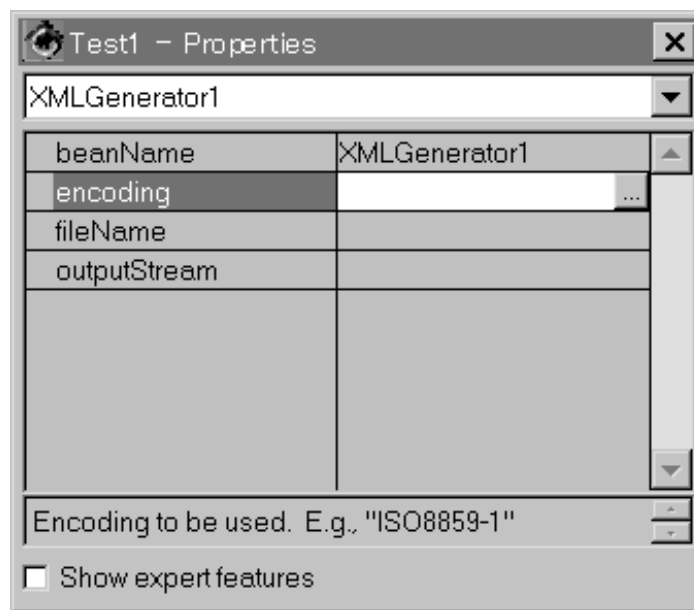 Test1 - Properties
XMLGenerator1
beanName XMLGenerator1
encoding ...
fileName
outputStream
Encoding to be used. E.g., "ISO8859-1"
Show expert features